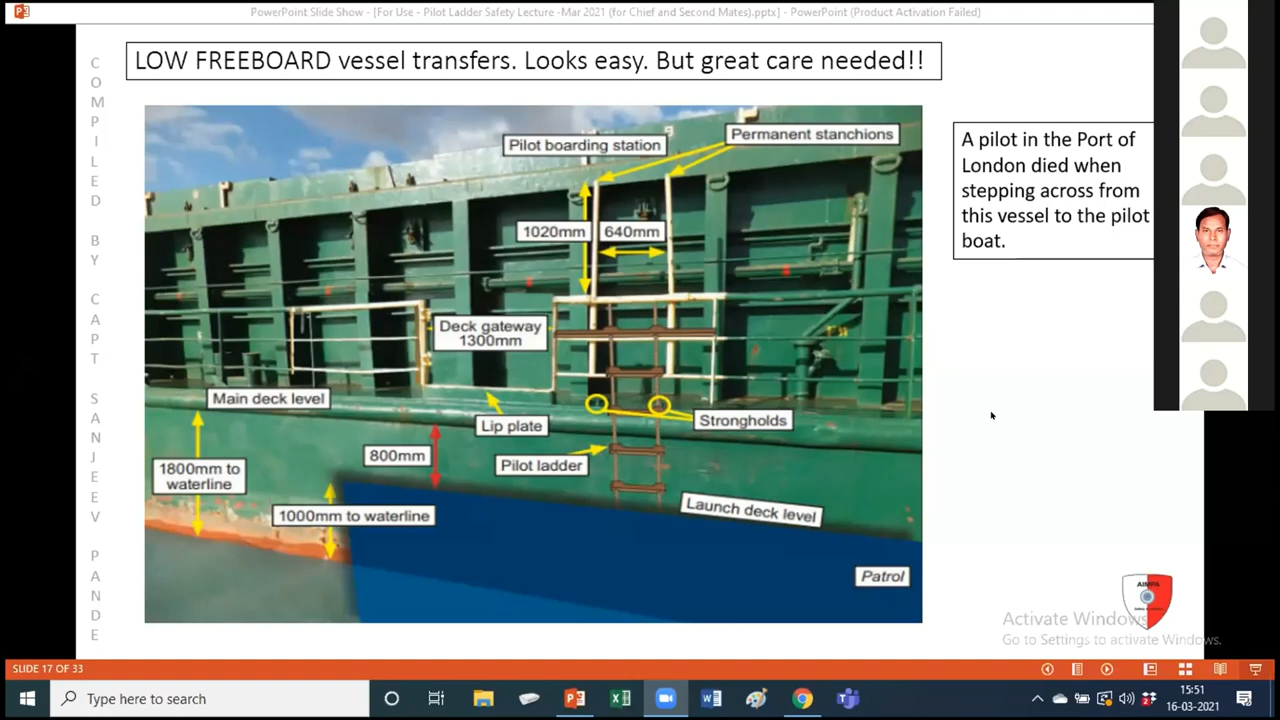 PowerPoint Slide Show - [For Use - Pilot Ladder Safety Lecture -Mar 2021 (for Chief and Second Mates).pptx] - PowerPoint (Product Activation Failed)
LOW FREEBOARD vessel transfers. Looks easy. But great care needed!!
COMPILED BY CAPT SANJEEV PANDE
Pilot boarding station
Permanent stanchions
1020mm
640mm
Deck gateway
1300mm
Main deck level
Lip plate
Strongholds
800mm
Pilot ladder
1800mm to
waterline
1000mm to waterline
Launch deck level
Patrol
A pilot in the Port of
London died when
stepping across from
this vessel to the pilot
boat.
AIMPA
Activate Windows
Go to Settings to activate Windows.
SLIDE 17 OF 33
Type here to search
15:51
16-03-2021